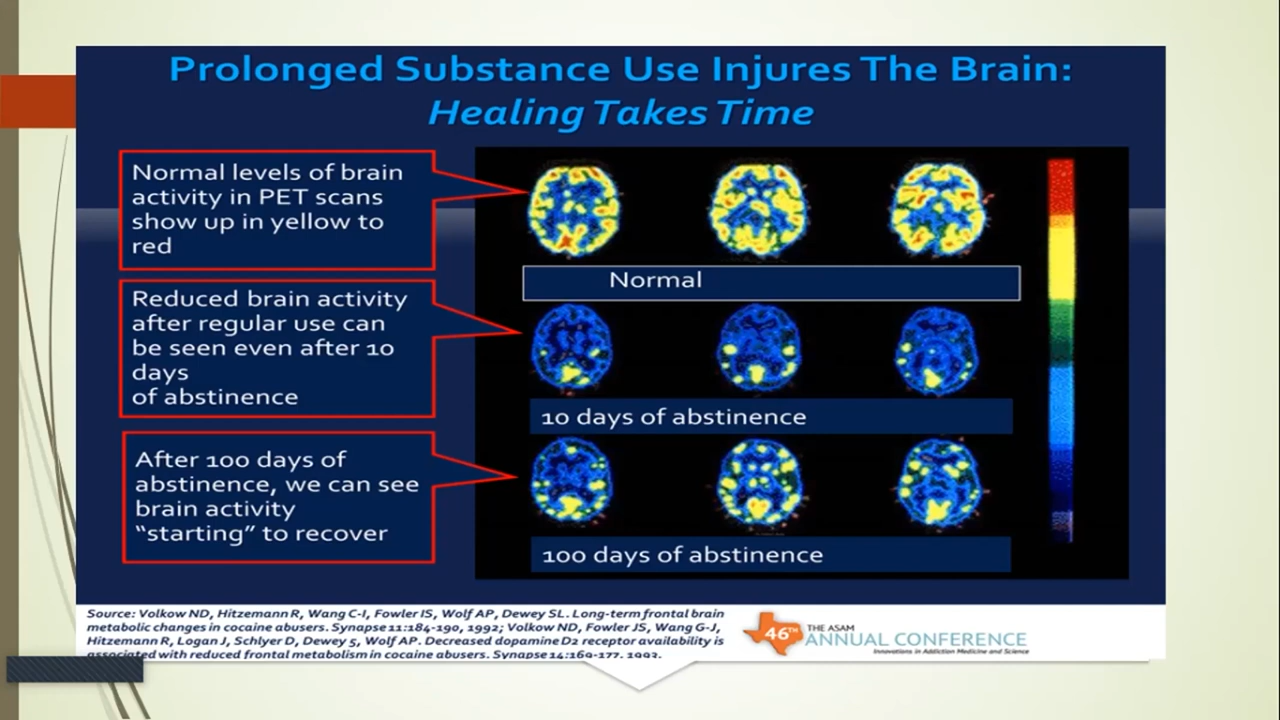 Prolonged Substance Use Injures The Brain:
Healing Takes Time
Normal levels of brain
activity in PET scans
show up in yellow to
red
Normal
Reduced brain activity
after regular use can
be seen even after 10
days
of abstinence
10 days of abstinence
After 100 days of
abstinence, we can see
brain activity
“starting” to recover
100 days of abstinence
Source: Volkow ND, Hitzemann R, Wang C-I, Fowler IS, Wolf AP, Dewey SL. Long-term frontal brain
metabolic changes in cocaine abusers. Synapse 11:184-190, 1992; Volkow ND, Fowler JS, Wang G-J,
Hitzemann R, Logan J, Schlyer D, Dewey 5, Wolf AP. Decreased dopamine D2 receptor availability is
associated with reduced frontal metabolism in cocaine abusers. Synapse 14:169-177, 1993.
46TH THE ASAM
ANNUAL CONFERENCE
Innovations in Addiction Medicine and Science